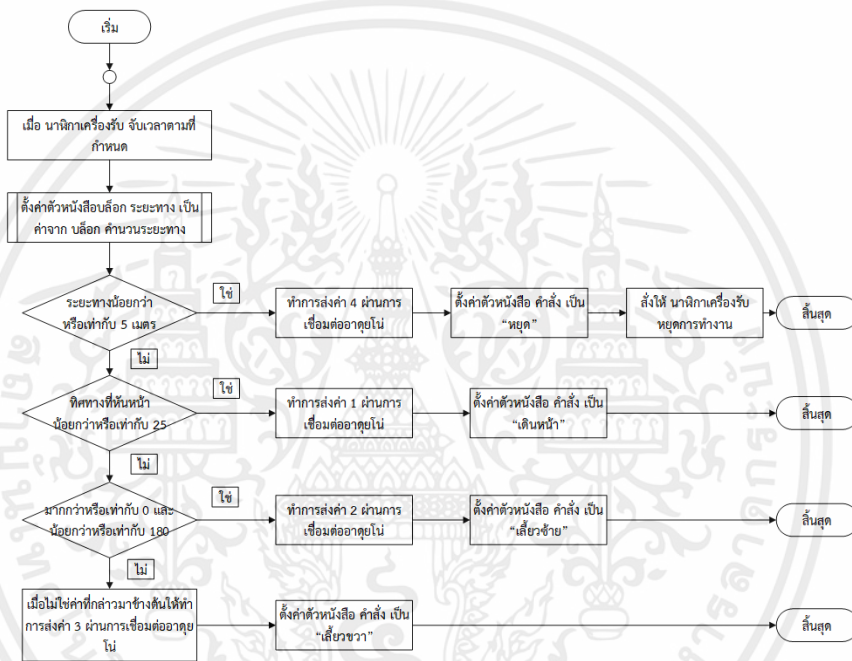 เริ่ม
เมื่อ นาฬิกาเครื่องรับ จับเวลาตามที่
กำหนด
ตั้งค่าตัวหนังสือบล็อก ระยะทาง เป็น
ค่าจาก บล็อก คำนวนระยะทาง
ระยะทางน้อยกว่า
หรือเท่ากับ 5 เมตร
ใช่
ทำการส่งค่า 4 ผ่านการ
เชื่อมต่ออาดุยโน่
ตั้งค่าตัวหนังสือ คำสั่ง เป็น
“หยุด”
สั่งให้ นาฬิกาเครื่องรับ
หยุดการทำงาน
สิ้นสุด
ไม่
ทิศทางที่หันหน้า
น้อยกว่าหรือเท่ากับ 25
ใช่
ทำการส่งค่า 1 ผ่านการ
เชื่อมต่ออาดุยโน่
ตั้งค่าตัวหนังสือ คำสั่ง เป็น
“เดินหน้า”
สิ้นสุด
ไม่
มากกว่าหรือเท่ากับ 0 และ
น้อยกว่าหรือเท่ากับ 180
ใช่
ทำการส่งค่า 2 ผ่านการ
เชื่อมต่ออาดุยโน่
ตั้งค่าตัวหนังสือ คำสั่ง เป็น
“เลี้ยวซ้าย”
สิ้นสุด
ไม่
เมื่อไม่ใช่ค่าที่กล่าวมาข้างต้นให้ทำ
การส่งค่า 3 ผ่านการเชื่อมต่ออาดุย
โน่
ตั้งค่าตัวหนังสือ คำสั่ง เป็น
“เลี้ยวขวา”
สิ้นสุด